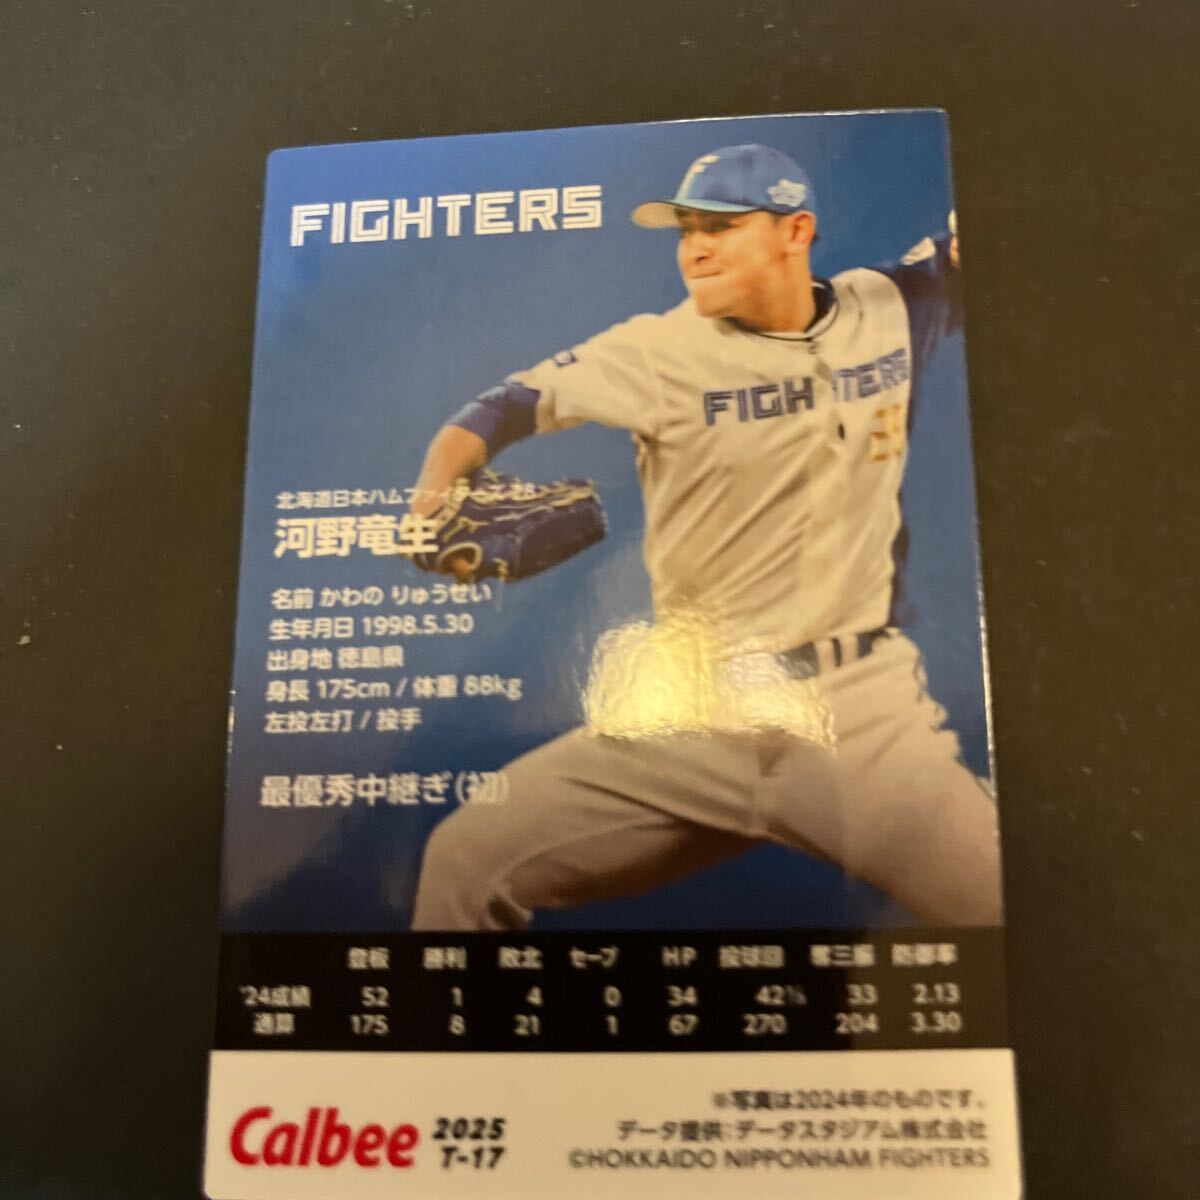 FIGHTERS
FIGHTERS
28
北海道日本ハムファイターズ 28
河野竜生
名前 かわの りゅうせい
生年月日 1998.5.30
出身地 徳島県
身長 175cm / 体重 88kg
左投左打 / 投手
最優秀中継ぎ(初)
登板 勝利 敗北 セーブ HP 投球回 奪三振 防御率
'24成績 52 1 4 0 34 42⅓ 33 2.13
通算 175 8 21 1 67 270 204 3.30
※写真は2024年のものです。
Calbee 2025
T-17
データ提供:データスタジアム株式会社
©HOKKAIDO NIPPONHAM FIGHTERS